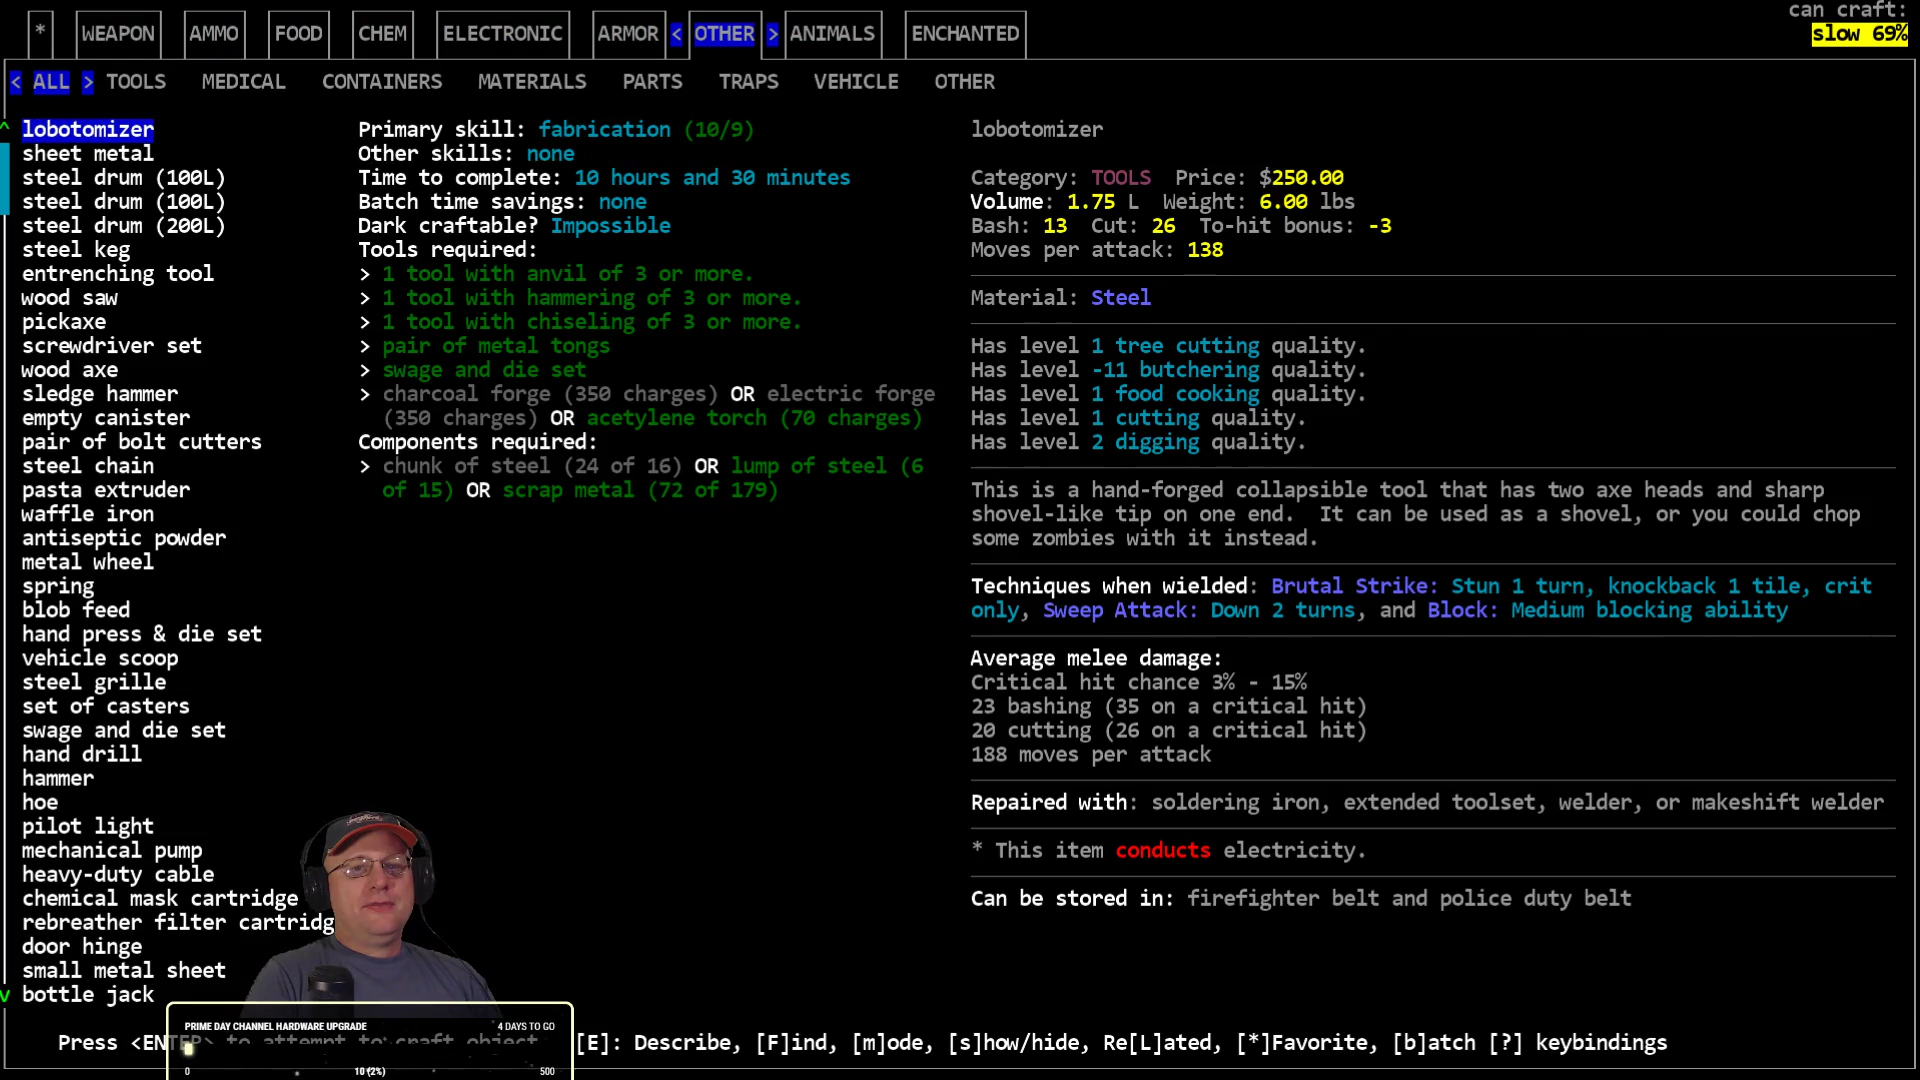 * WEAPON AMMO FOOD CHEM ELECTRONIC ARMOR < OTHER > ANIMALS ENCHANTED
can craft:
slow 69%
< ALL > TOOLS MEDICAL CONTAINERS MATERIALS PARTS TRAPS VEHICLE OTHER
^
lobotomizer
sheet metal
steel drum (100L)
steel drum (100L)
steel drum (200L)
steel keg
entrenching tool
wood saw
pickaxe
screwdriver set
wood axe
sledge hammer
empty canister
pair of bolt cutters
steel chain
pasta extruder
waffle iron
antiseptic powder
metal wheel
spring
blob feed
hand press & die set
vehicle scoop
steel grille
set of casters
swage and die set
hand drill
hammer
hoe
pilot light
mechanical pump
heavy-duty cable
chemical mask cartridge
rebreather filter cartridg
door hinge
small metal sheet
v bottle jack
Primary skill: fabrication (10/9)
Other skills: none
Time to complete: 10 hours and 30 minutes
Batch time savings: none
Dark craftable? Impossible
Tools required:
> 1 tool with anvil of 3 or more.
> 1 tool with hammering of 3 or more.
> 1 tool with chiseling of 3 or more.
> pair of metal tongs
> swage and die set
> charcoal forge (350 charges) OR electric forge
(350 charges) OR acetylene torch (70 charges)
Components required:
> chunk of steel (24 of 16) OR lump of steel (6
of 15) OR scrap metal (72 of 179)
lobotomizer
Category: TOOLS Price: $250.00
Volume: 1.75 L Weight: 6.00 lbs
Bash: 13 Cut: 26 To-hit bonus: -3
Moves per attack: 138
Material: Steel
Has level 1 tree cutting quality.
Has level -11 butchering quality.
Has level 1 food cooking quality.
Has level 1 cutting quality.
Has level 2 digging quality.
This is a hand-forged collapsible tool that has two axe heads and sharp
shovel-like tip on one end. It can be used as a shovel, or you could chop
some zombies with it instead.
Techniques when wielded: Brutal Strike: Stun 1 turn, knockback 1 tile, crit
only, Sweep Attack: Down 2 turns, and Block: Medium blocking ability
Average melee damage:
Critical hit chance 3% - 15%
23 bashing (35 on a critical hit)
20 cutting (26 on a critical hit)
188 moves per attack
Repaired with: soldering iron, extended toolset, welder, or makeshift welder
* This item conducts electricity.
Can be stored in: firefighter belt and police duty belt
PRIME DAY CHANNEL HARDWARE UPGRADE 4 DAYS TO GO
Press <ENTER> to attempt to craft object [E]: Describe, [F]ind, [m]ode, [s]how/hide, Re[L]ated, [*]Favorite, [b]atch [?] keybindings
0 10 (2%) 500